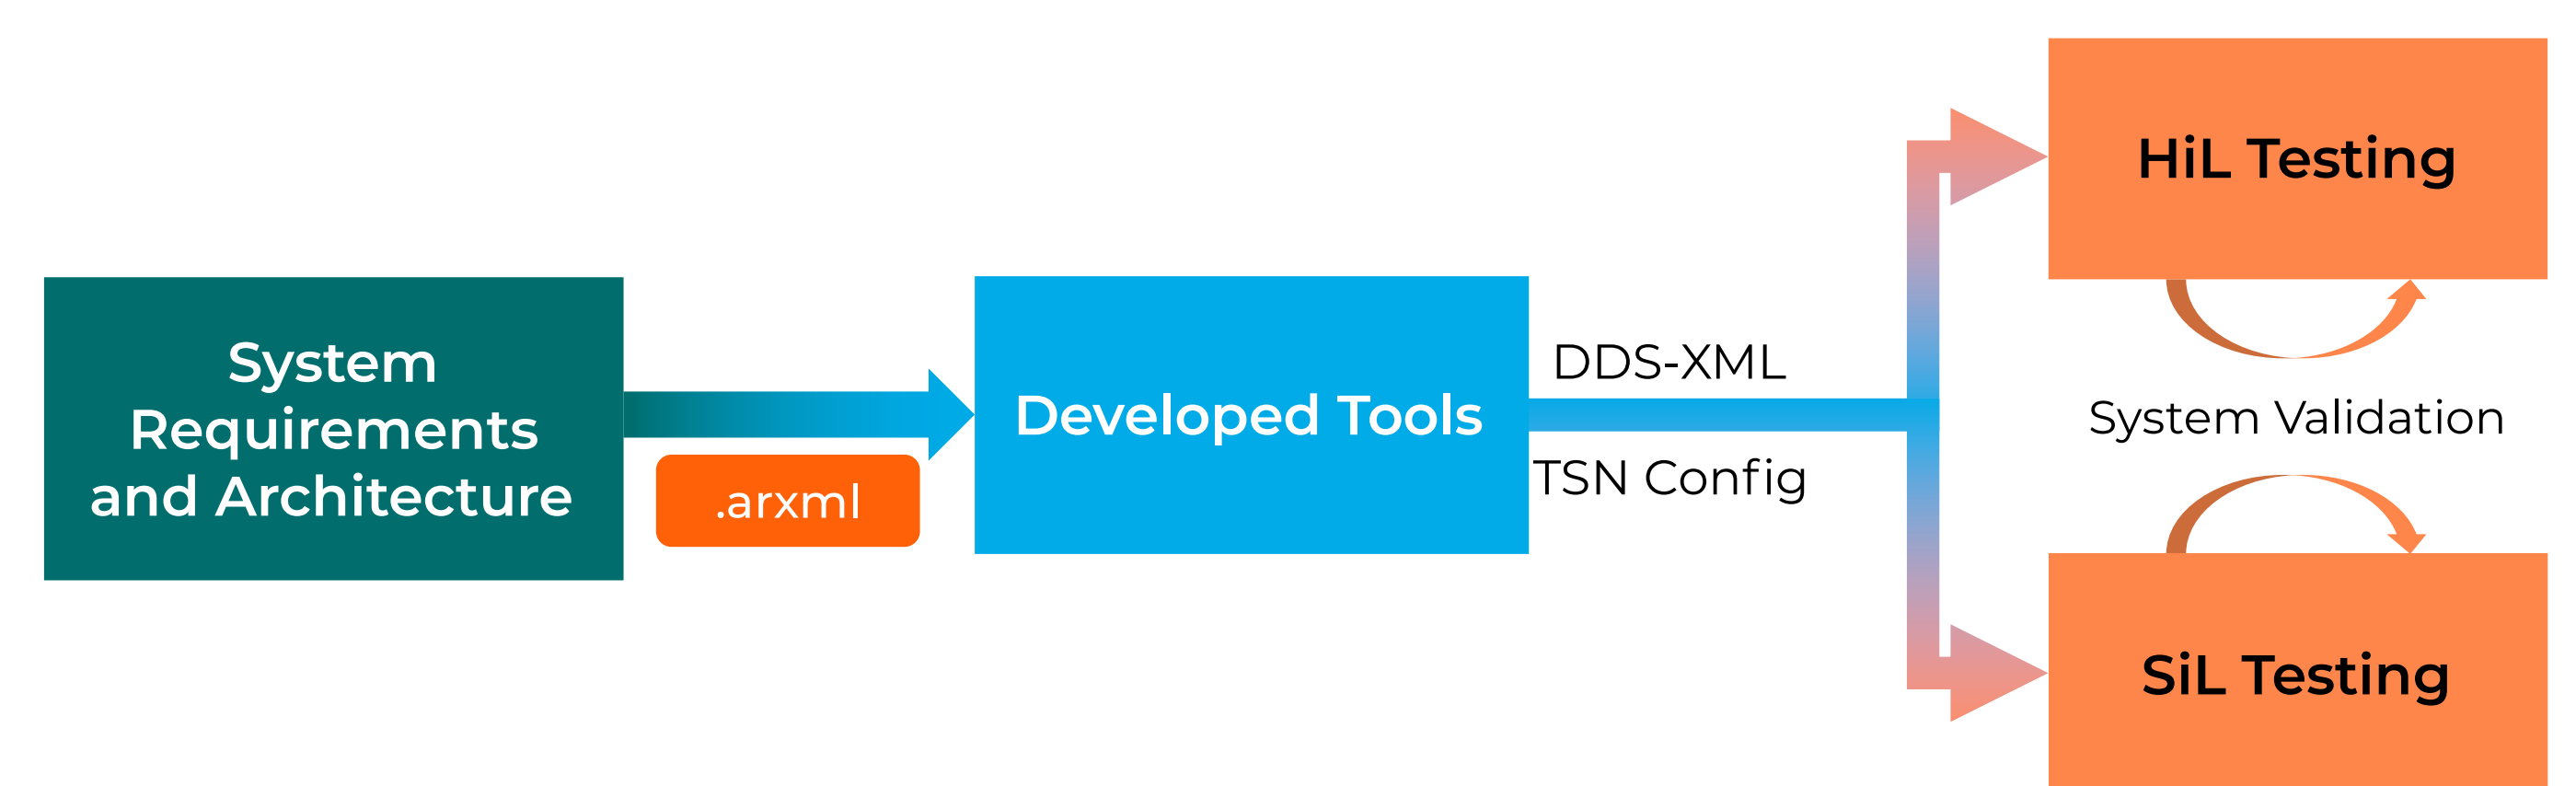 System
Requirements
and Architecture
.arxml
Developed Tools
DDS-XML
TSN Config
HiL Testing
System Validation
SiL Testing